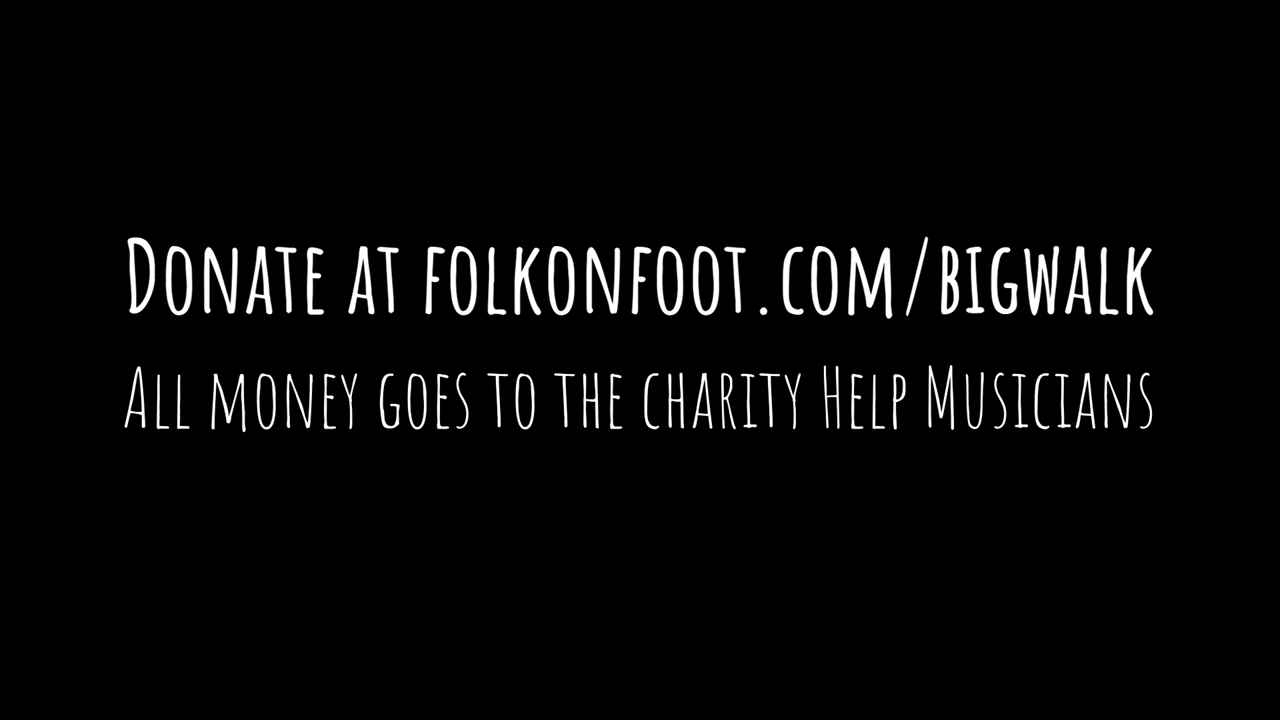 Donate at folkonfoot.com/bigwalk
All money goes to the charity Help Musicians